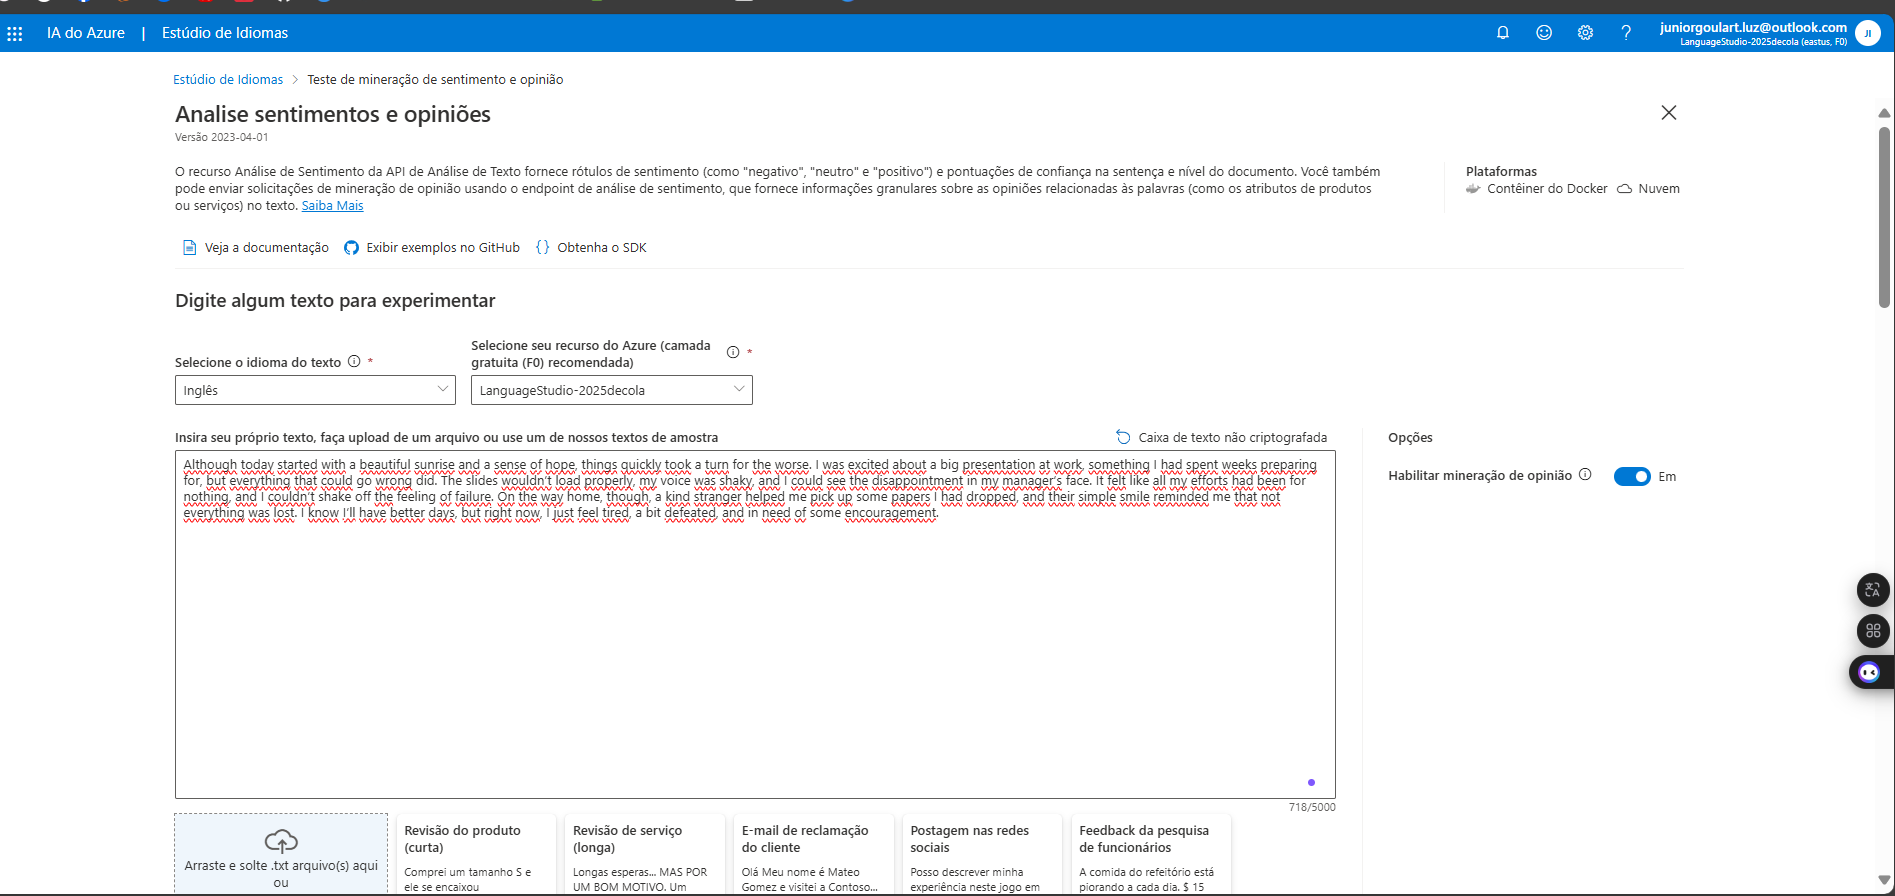 IA do Azure | Estúdio de Idiomas
juniorgoulart.luz@outlook.com
LanguageStudio-2025decola (eastus, F0)
JI
Estúdio de Idiomas > Teste de mineração de sentimento e opinião
Analise sentimentos e opiniões
Versão 2023-04-01
O recurso Análise de Sentimento da API de Análise de Texto fornece rótulos de sentimento (como "negativo", "neutro" e "positivo") e pontuações de confiança na sentença e nível do documento. Você também
pode enviar solicitações de mineração de opinião usando o endpoint de análise de sentimento, que fornece informações granulares sobre as opiniões relacionadas às palavras (como os atributos de produtos
ou serviços) no texto. Saiba Mais
Plataformas
Contêiner do Docker Nuvem
Veja a documentação Exibir exemplos no GitHub Obtenha o SDK
Digite algum texto para experimentar
Selecione o idioma do texto *
Inglês
Selecione seu recurso do Azure (camada
gratuita (F0) recomendada) *
LanguageStudio-2025decola
Insira seu próprio texto, faça upload de um arquivo ou use um de nossos textos de amostra
Caixa de texto não criptografada
Although today started with a beautiful sunrise and a sense of hope, things quickly took a turn for the worse. I was excited about a big presentation at work, something I had spent weeks preparing
for, but everything that could go wrong did. The slides wouldn't load properly, my voice was shaky, and I could see the disappointment in my manager's face. It felt like all my efforts had been for
nothing, and I couldn't shake off the feeling of failure. On the way home, though, a kind stranger helped me pick up some papers I had dropped, and their simple smile reminded me that not
everything was lost. I know I'll have better days, but right now, I just feel tired, a bit defeated, and in need of some encouragement.
718/5000
Opções
Habilitar mineração de opinião Em
Arraste e solte .txt arquivo(s) aqui
ou
Revisão do produto
(curta)
Comprei um tamanho S e
ele se encaixou
Revisão de serviço
(longa)
Longas esperas... MAS POR
UM BOM MOTIVO. Um
E-mail de reclamação
do cliente
Olá Meu nome é Mateo
Gomez e visitei a Contoso...
Postagem nas redes
sociais
Posso descrever minha
experiência neste jogo em
Feedback da pesquisa
de funcionários
A comida do refeitório está
piorando a cada dia. $ 15